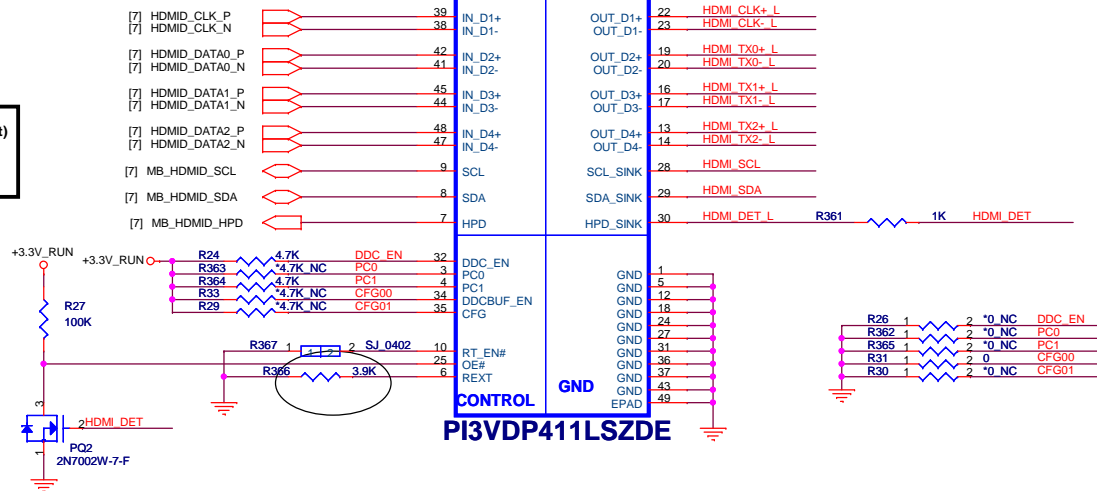 [7] HDMID_CLK_P 39 IN_D1+ OUT_D1+ 22 HDMI_CLK+_L
[7] HDMID_CLK_N 38 IN_D1- OUT_D1- 23 HDMI_CLK-_L
[7] HDMID_DATA0_P 42 IN_D2+ OUT_D2+ 19 HDMI_TX0+_L
[7] HDMID_DATA0_N 41 IN_D2- OUT_D2- 20 HDMI_TX0-_L
[7] HDMID_DATA1_P 45 IN_D3+ OUT_D3+ 16 HDMI_TX1+_L
[7] HDMID_DATA1_N 44 IN_D3- OUT_D3- 17 HDMI_TX1-_L
t)
[7] HDMID_DATA2_P 48 IN_D4+ OUT_D4+ 13 HDMI_TX2+_L
[7] HDMID_DATA2_N 47 IN_D4- OUT_D4- 14 HDMI_TX2-_L
[7] MB_HDMID_SCL 9 SCL SCL_SINK 28 HDMI_SCL
[7] MB_HDMID_SDA 8 SDA SDA_SINK 29 HDMI_SDA
[7] MB_HDMID_HPD 7 HPD HPD_SINK 30 HDMI_DET_L R361 1K HDMI_DET
+3.3V_RUN
+3.3V_RUN
R24 4.7K DDC_EN 32 DDC_EN
R363 *4.7K_NC PC0 3 PC0
R364 4.7K PC1 4 PC1
R33 *4.7K_NC CFG00 34 DDCBUF_EN
R29 *4.7K_NC CFG01 35 CFG
R27
100K
GND 1
GND 5
GND 12
GND 18
GND 24
GND 27
GND 31
GND 36
GND 37
GND 43
EPAD 49
R26 1 2 *0_NC DDC_EN
R362 1 2 *0_NC PC0
R365 1 2 *0_NC PC1
R31 1 2 0 CFG00
R30 1 2 *0_NC CFG01
R367 1 1 2 2 SJ_0402 10 RT_EN#
25 OE#
R366 3.9K 6 REXT
CONTROL
GND
PI3VDP411LSZDE
3
2 HDMI_DET
1
PQ2
2N7002W-7-F